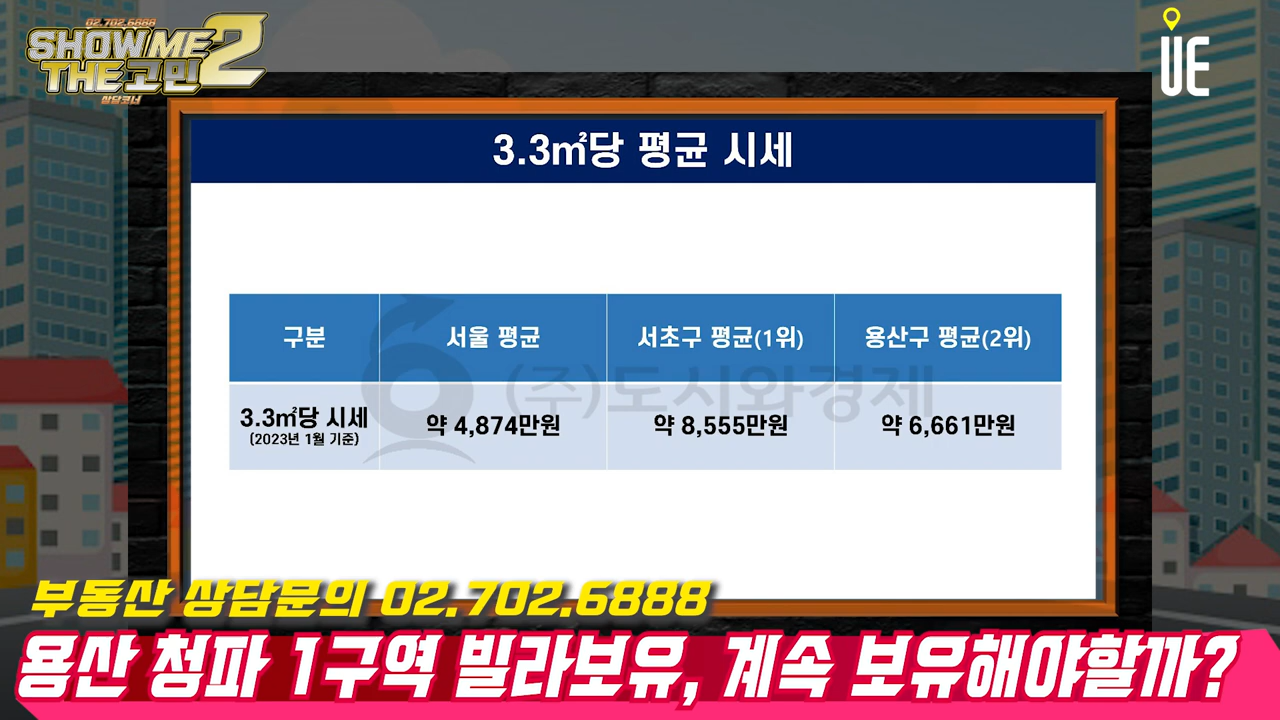 02.702.6888
SHOW ME
THE고민2
상담코너
UE
3.3㎡당 평균 시세
구분
서울 평균
서초구 평균(1위)
용산구 평균(2위)
3.3㎡당 시세
(2023년 1월 기준)
약 4,874만원
약 8,555만원
약 6,661만원
(주)도시와경제
부동산 상담문의 02.702.6888
용산 청파 1구역 빌라보유, 계속 보유해야할까?